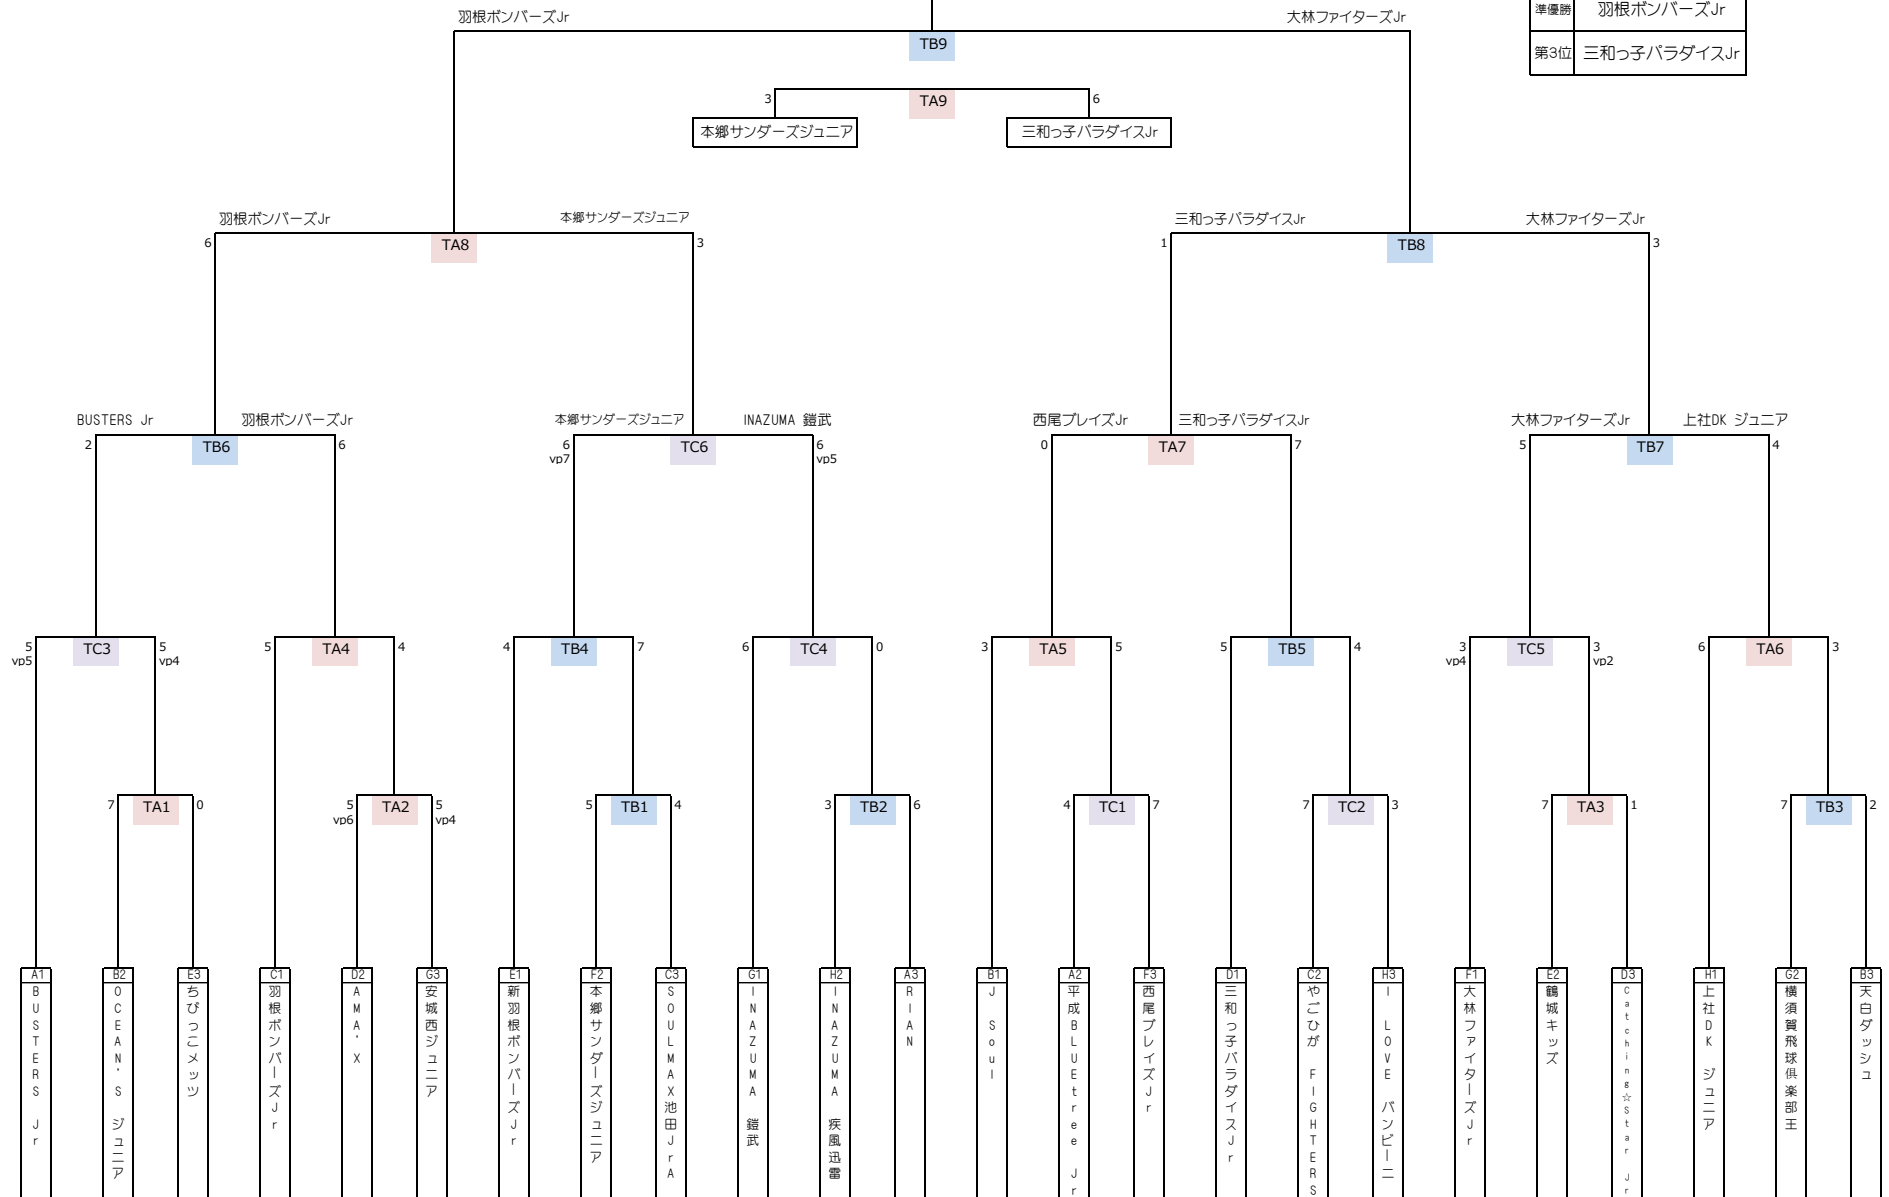 準優勝 羽根ボンバーズJr
第3位 三和っ子パラダイスJr
羽根ボンバーズJr 大林ファイターズJr
TB9
3 TA9 6
本郷サンダーズジュニア 三和っ子パラダイスJr
羽根ボンバーズJr 本郷サンダーズジュニア 三和っ子パラダイスJr 大林ファイターズJr
6 TA8 3 1 TB8 3
BUSTERS Jr 羽根ボンバーズJr 本郷サンダーズジュニア INAZUMA 鎧武 西尾ブレイズJr 三和っ子パラダイスJr 大林ファイターズJr 上社DK ジュニア
2 TB6 6 6 TC6 6 0 TA7 7 5 TB7 4
vp7 vp5
5 TC3 5 5 TA4 4 4 TB4 7 6 TC4 0 3 TA5 5 5 TB5 4 3 TC5 3 6 TA6 3
vp5 vp4 vp4 vp2
7 TA1 0 5 TA2 5 5 TB1 4 3 TB2 6 4 TC1 7 7 TC2 3 7 TA3 1 7 TB3 2
vp6 vp4
A1 B2 E3 C1 D2 G3 E1 F2 C3 G1 H2 A3 B1 A2 F3 D1 C2 H3 F1 E2 D3 H1 G2 B3
BUSTERS Jr
OCEAN'S ジュニア
ちびっこメッツ
羽根ボンバーズJr
AMA'X
安城西ジュニア
新羽根ボンバーズJr
本郷サンダーズジュニア
SOULMAX池田JrA
INAZUMA 鎧武
INAZUMA 疾風迅雷
RIAN
J Soul
平成BLUEtree Jr
西尾ブレイズJr
三和っ子パラダイスJr
やごひが FIGHTERS
I LOVE バンビーニ
大林ファイターズJr
鶴城キッズ
Catching☆Star Jr
上社DK ジュニア
横須賀飛球倶楽部王
天白ダッシュ